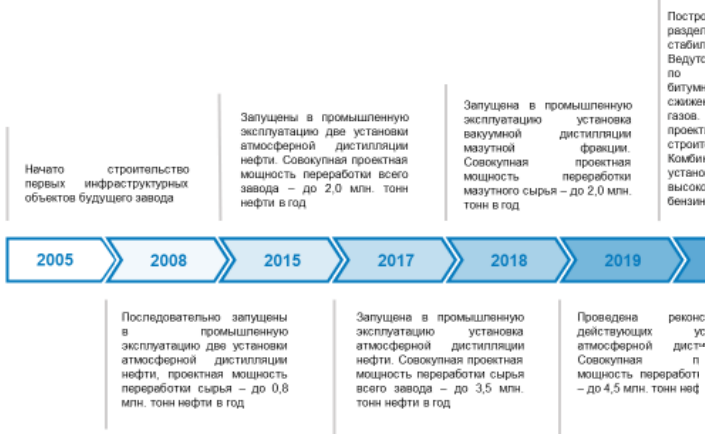 Начато строительство
первых инфраструктурных
объектов будущего завода
Запущены в промышленную
эксплуатацию две установки
атмосферной дистилляции
нефти. Совокупная проектная
мощность переработки всего
завода – до 2,0 млн. тонн
нефти в год
Запущена в промышленную
эксплуатацию установка
вакуумной дистилляции
мазутной фракции.
Совокупная проектная
мощность переработки
мазутного сырья – до 2,0 млн.
тонн в год
по
газов.
2005 2008 2015 2017 2018 2019
Последовательно запущены
в промышленную
эксплуатацию две установки
атмосферной дистилляции
нефти, проектная мощность
переработки сырья – до 0,8
млн. тонн нефти в год
Запущена в промышленную
эксплуатацию установка
атмосферной дистилляции
нефти. Совокупная проектная
мощность переработки сырья
всего завода – до 3,5 млн.
тонн нефти в год
Проведена
действующих
атмосферной
Совокупная
мощность
– до 4,5 млн. тонн